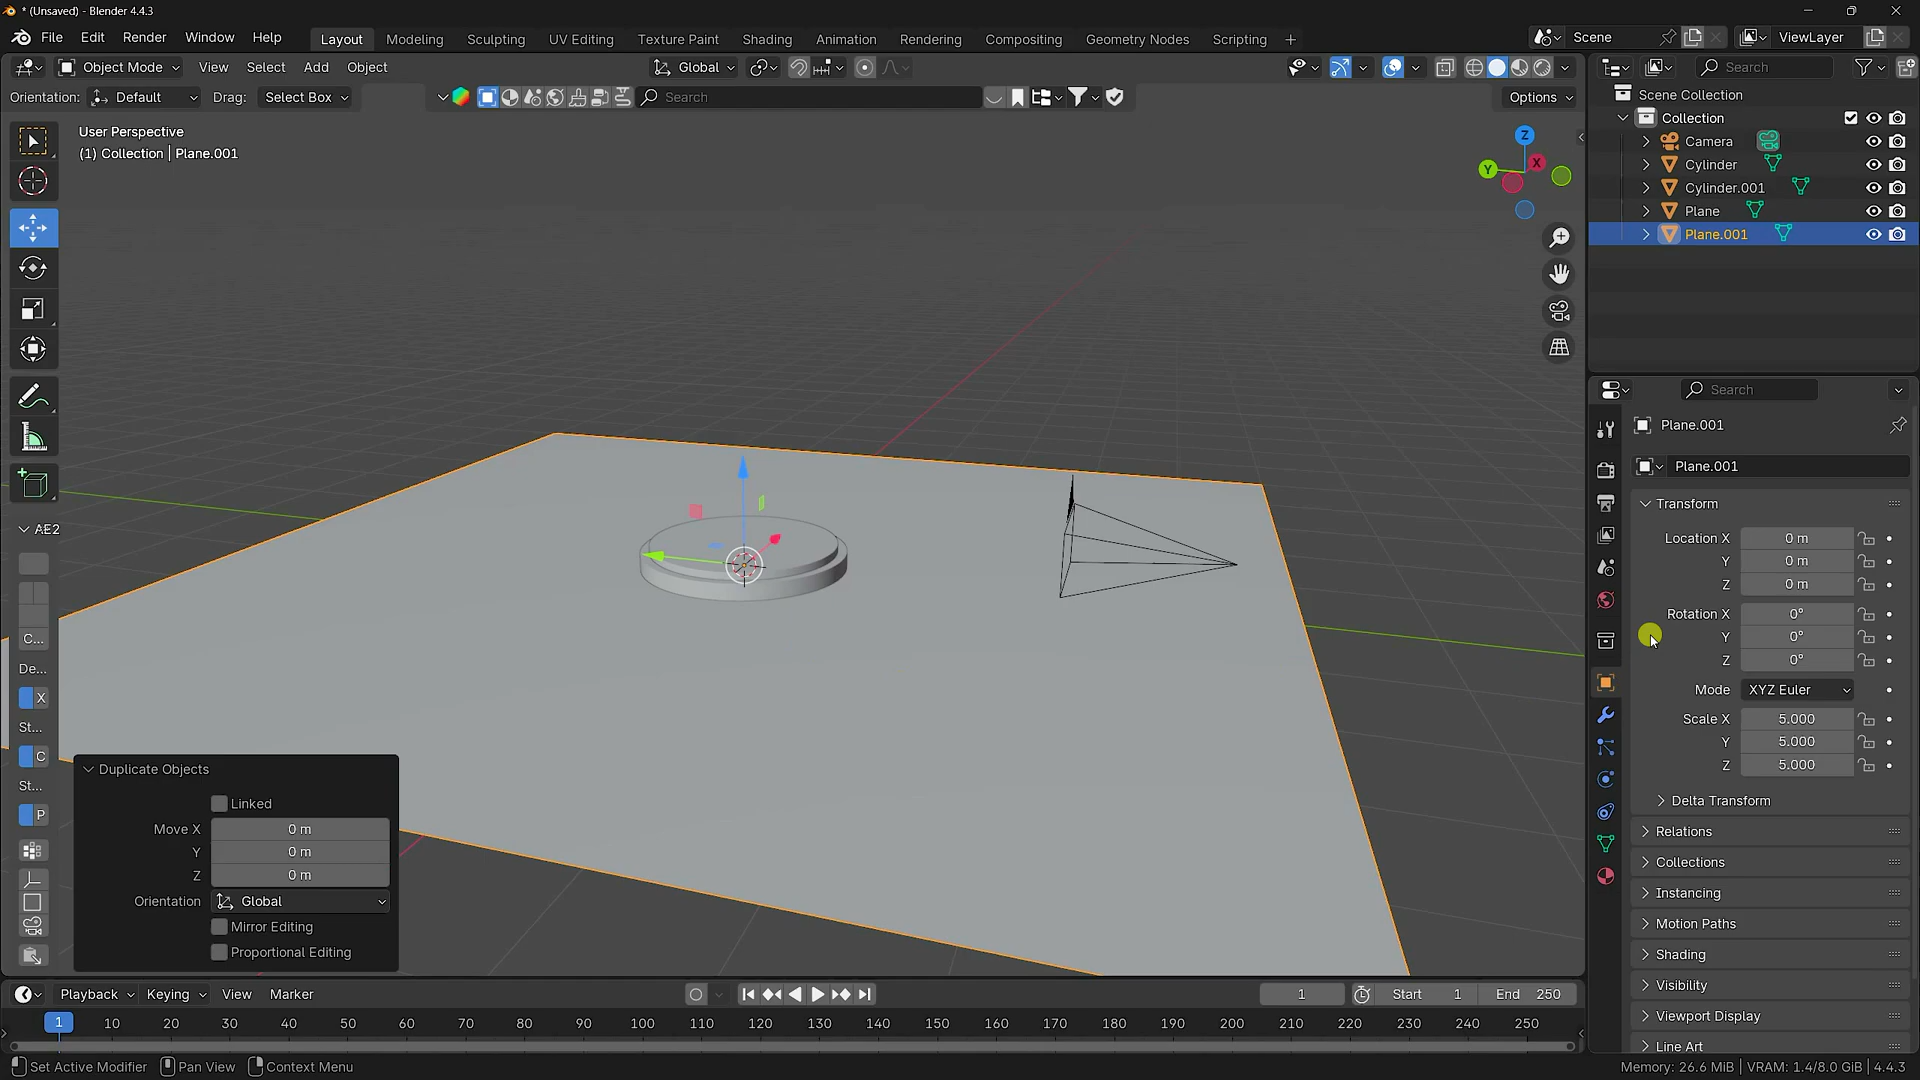 * (Unsaved) - Blender 4.4.3
File Edit Render Window Help Layout Modeling Sculpting UV Editing Texture Paint Shading Animation Rendering Compositing Geometry Nodes Scripting + Scene ViewLayer
Object Mode View Select Add Object Global Search
Orientation: Default Drag: Select Box Search Options
User Perspective
(1) Collection | Plane.001
Z
X
Y
Scene Collection
Collection
Camera
Cylinder
Cylinder.001
Plane
Plane.001
Search
Plane.001
Plane.001
Transform
Location X 0 m
Y 0 m
Z 0 m
Rotation X 0°
Y 0°
Z 0°
Mode XYZ Euler
Scale X 5.000
Y 5.000
Z 5.000
Delta Transform
Relations
Collections
Instancing
Motion Paths
Shading
Visibility
Viewport Display
Line Art
AE2
C...
De...
X
St...
C
St...
P
Duplicate Objects
Linked
Move X 0 m
Y 0 m
Z 0 m
Orientation Global
Mirror Editing
Proportional Editing
Playback Keying View Marker 1 Start 1 End 250
1 10 20 30 40 50 60 70 80 90 100 110 120 130 140 150 160 170 180 190 200 210 220 230 240 250
Set Active Modifier Pan View Context Menu Memory: 26.6 MiB | VRAM: 1.4/8.0 GiB | 4.4.3